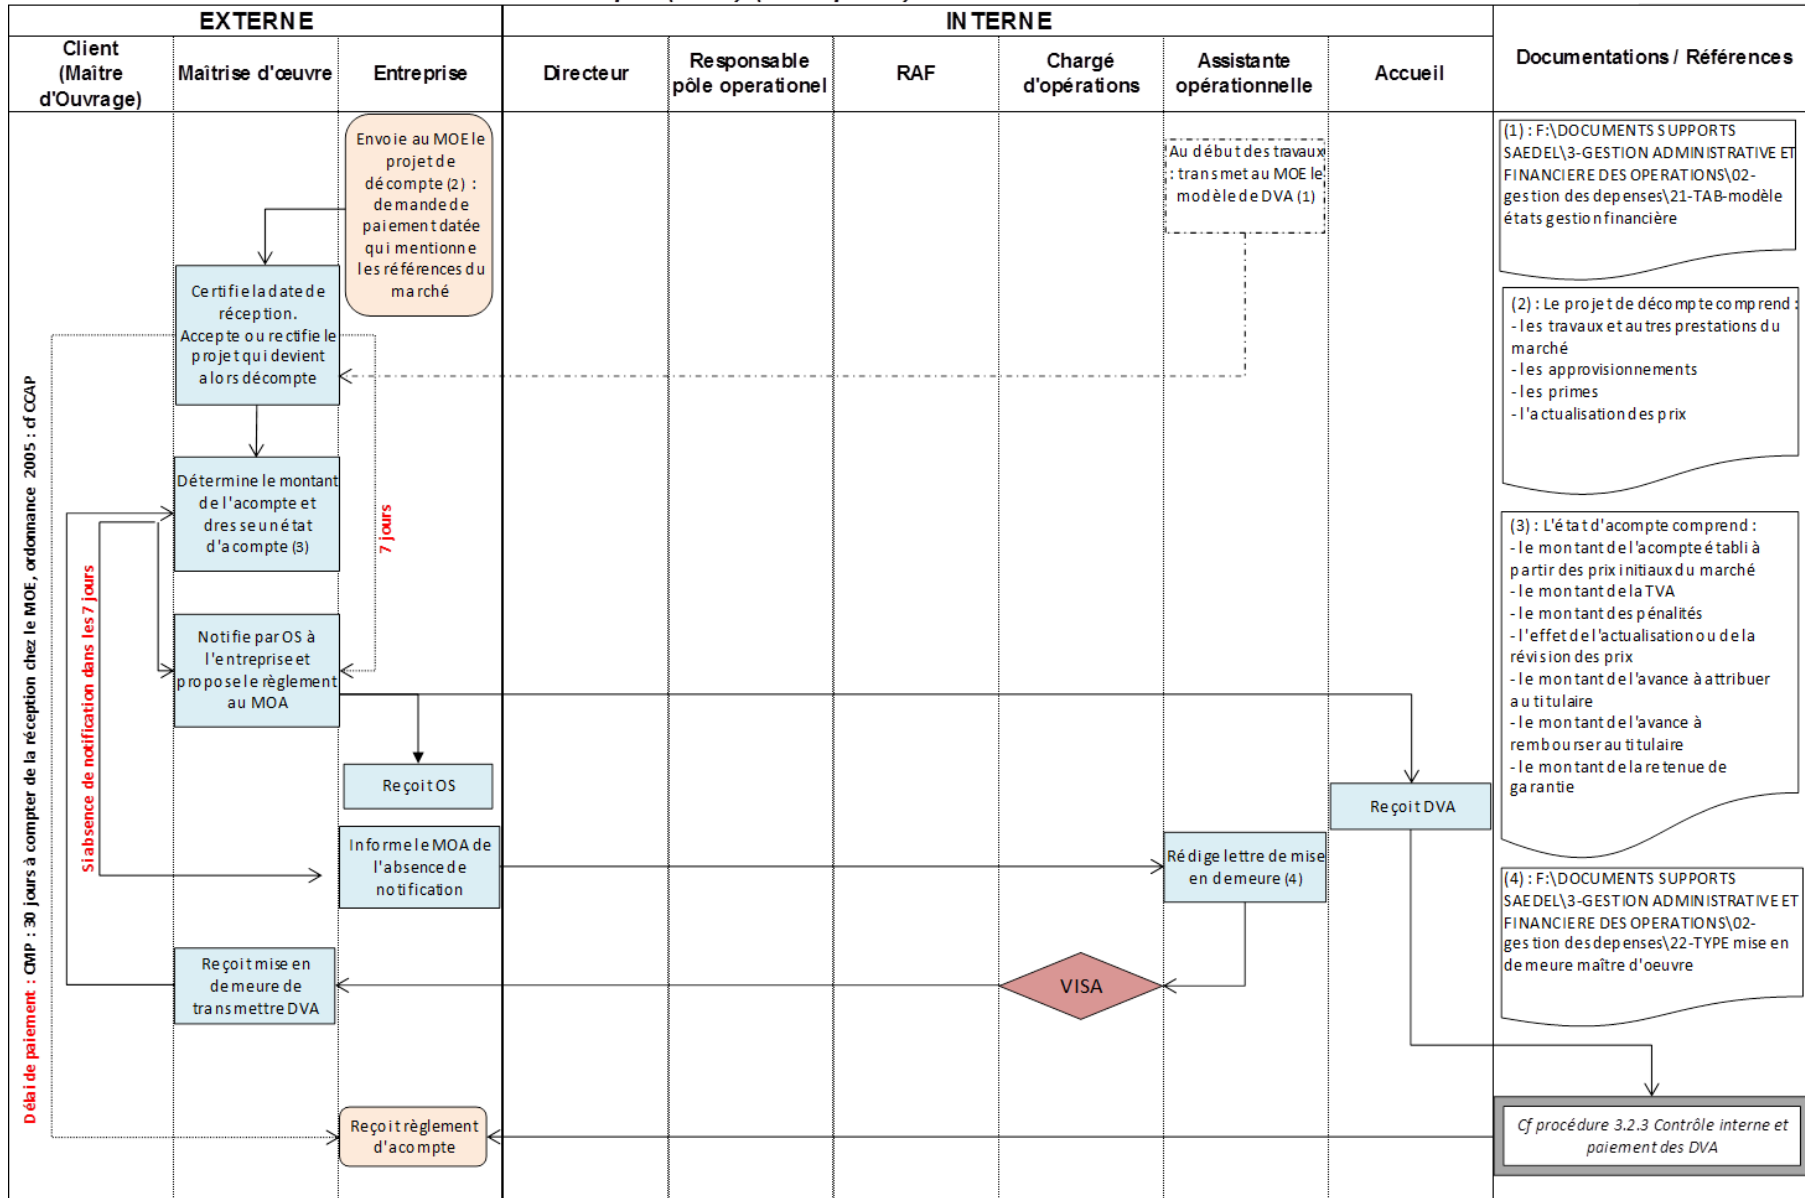 EXTERNE
INTERNE
Client
(Maître
d'Ouvrage)
Maîtrise d'œuvre
Entreprise
Directeur
Responsable
pôle operationel
RAF
Chargé
d'opérations
Assistante
opérationnelle
Accueil
Documentations / Références
Envoie au MOE le
projet de
décompte (2) :
demande de
paiement datée
qui mentionne
les références du
marché
Au début des travaux
: transmet au MOE le
modèle de DVA (1)
(1) : F:\DOCUMENTS SUPPORTS
SAEDEL\3-GESTION ADMINISTRATIVE ET
FINANCIERE DES OPERATIONS\02-
gestion des depenses\21-TAB-modèle
états gestion financière
Certifie la date de
réception.
Accepte ou rectifie le
projet qui devient
alors décompte
(2) : Le projet de décompte comprend :
- les travaux et autres prestations du
marché
- les approvisionnements
- les primes
- l'actualisation des prix
Détermine le montant
de l'acompte et
dresse un état
d'acompte (3)
7 jours
Si absence de notification dans les 7 jours
Délai de paiement : CMP : 30 jours à compter de la réception chez le MOE, ordonnance 2005 : cf CCAP
(3) : L'état d'acompte comprend :
- le montant de l'acompte établi à
partir des prix initiaux du marché
- le montant de la TVA
- le montant des pénalités
- l'effet de l'actualisation ou de la
révision des prix
- le montant de l'avance à attribuer
au titulaire
- le montant de l'avance à
rembourser au titulaire
- le montant de la retenue de
garantie
Notifie par OS à
l'entreprise et
propose le règlement
au MOA
Reçoit OS
Reçoit DVA
Informe le MOA de
l'absence de
notification
Rédige lettre de mise
en demeure (4)
(4) : F:\DOCUMENTS SUPPORTS
SAEDEL\3-GESTION ADMINISTRATIVE ET
FINANCIERE DES OPERATIONS\02-
gestion des depenses\22-TYPE mise en
demeure maître d'oeuvre
Reçoit mise en
demeure de
transmettre DVA
VISA
Reçoit règlement
d'acompte
Cf procédure 3.2.3 Contrôle interne et
paiement des DVA